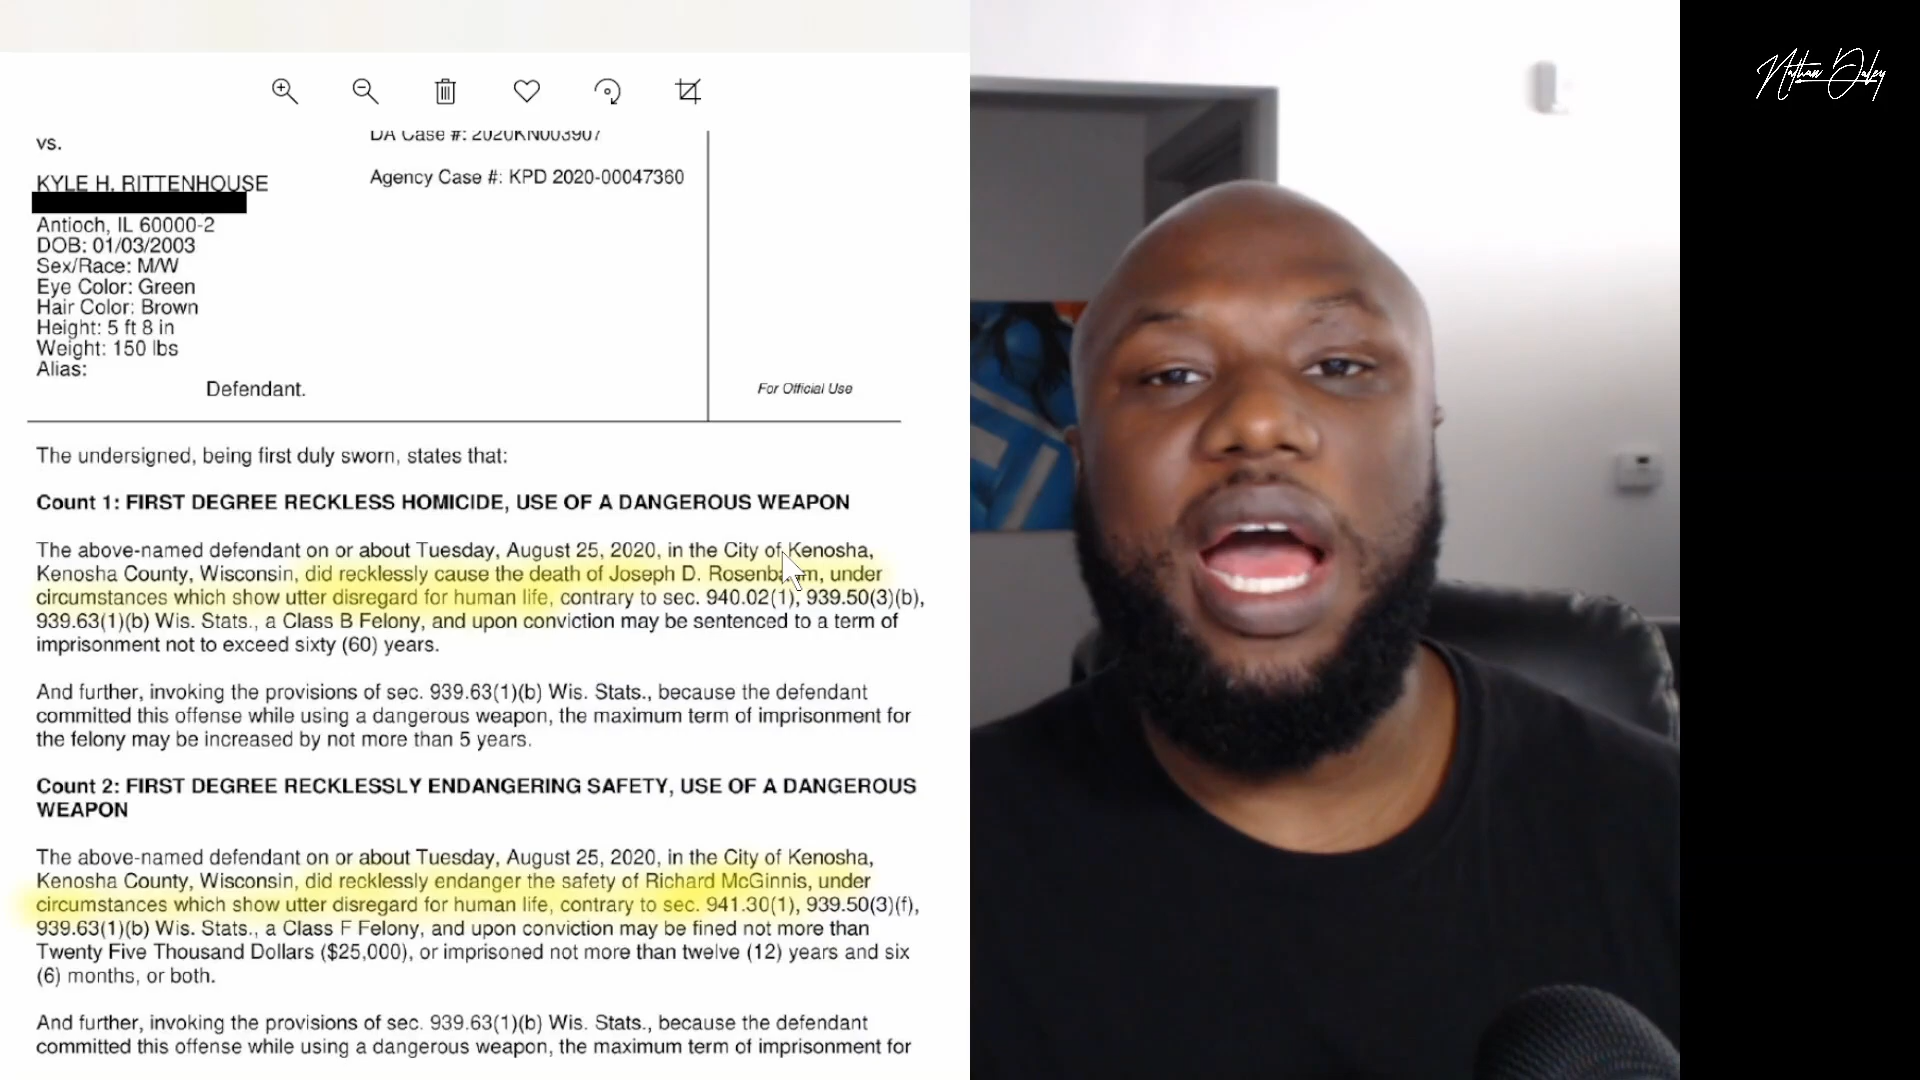 DA Case #: 2020KN003907
vs.
Agency Case #: KPD 2020-00047360
KYLE H. RITTENHOUSE
Antioch, IL 60000-2
DOB: 01/03/2003
Sex/Race: M/W
Eye Color: Green
Hair Color: Brown
Height: 5 ft 8 in
Weight: 150 lbs
Alias:
Defendant.
For Official Use
The undersigned, being first duly sworn, states that:
Count 1: FIRST DEGREE RECKLESS HOMICIDE, USE OF A DANGEROUS WEAPON
The above-named defendant on or about Tuesday, August 25, 2020, in the City of Kenosha,
Kenosha County, Wisconsin, did recklessly cause the death of Joseph D. Rosenbaum, under
circumstances which show utter disregard for human life, contrary to sec. 940.02(1), 939.50(3)(b),
939.63(1)(b) Wis. Stats., a Class B Felony, and upon conviction may be sentenced to a term of
imprisonment not to exceed sixty (60) years.
And further, invoking the provisions of sec. 939.63(1)(b) Wis. Stats., because the defendant
committed this offense while using a dangerous weapon, the maximum term of imprisonment for
the felony may be increased by not more than 5 years.
Count 2: FIRST DEGREE RECKLESSLY ENDANGERING SAFETY, USE OF A DANGEROUS
WEAPON
The above-named defendant on or about Tuesday, August 25, 2020, in the City of Kenosha,
Kenosha County, Wisconsin, did recklessly endanger the safety of Richard McGinnis, under
circumstances which show utter disregard for human life, contrary to sec. 941.30(1), 939.50(3)(f),
939.63(1)(b) Wis. Stats., a Class F Felony, and upon conviction may be fined not more than
Twenty Five Thousand Dollars ($25,000), or imprisoned not more than twelve (12) years and six
(6) months, or both.
And further, invoking the provisions of sec. 939.63(1)(b) Wis. Stats., because the defendant
committed this offense while using a dangerous weapon, the maximum term of imprisonment for
Nathan Daley